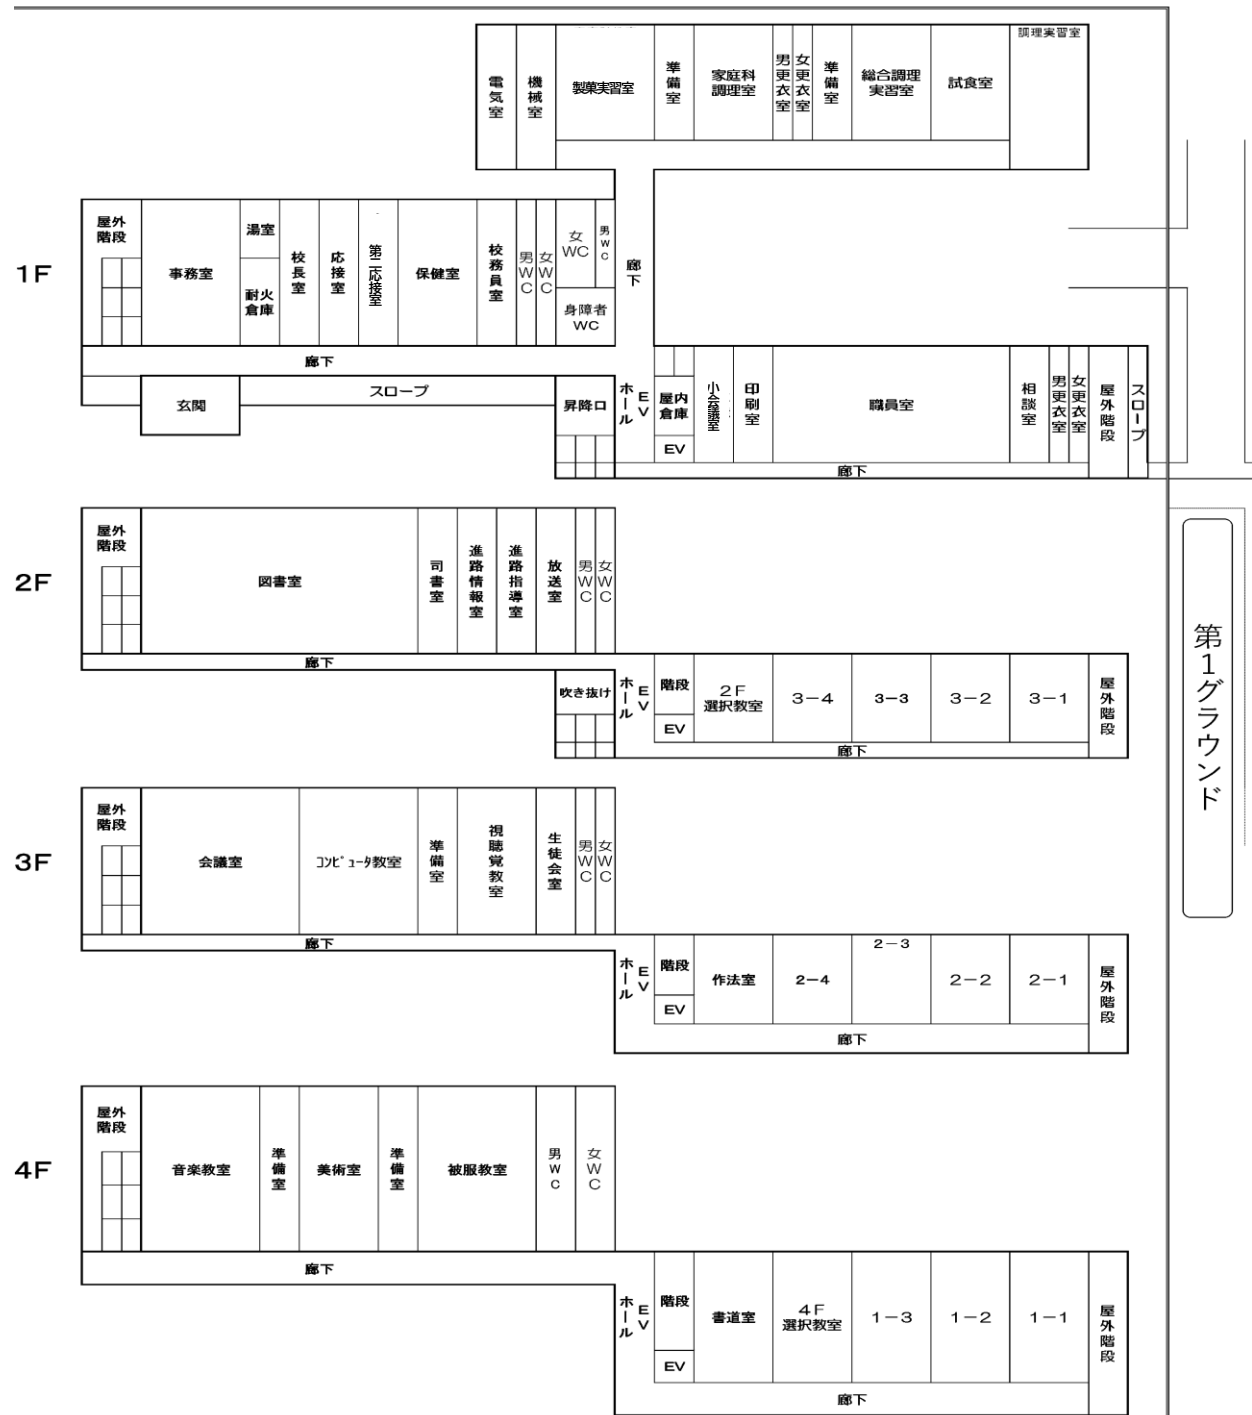 電気室
機械室
製菓実習室
準備室
家庭科
調理室
男更衣室
女更衣室
準備室
総合調理
実習室
試食室
調理実習室
1F
屋外
階段
事務室
湯室
耐火
倉庫
校長室
応接室
第二応接室
保健室
校務員室
男WC
女WC
女
WC
男WC
身障者
WC
廊下
廊下
玄関
スロープ
昇降口
ホール
EV
屋内
倉庫
EV
小会議室
印刷室
職員室
相談室
男更衣室
女更衣室
屋外階段
スロープ
廊下
2F
屋外
階段
図書室
司書室
進路情報室
進路指導室
放送室
男WC
女WC
廊下
吹き抜け
ホール
EV
階段
EV
2F
選択教室
3-4
3-3
3-2
3-1
屋外階段
廊下
第1グラウンド
3F
屋外
階段
会議室
コンピュータ教室
準備室
視聴覚教室
生徒会室
男WC
女WC
廊下
ホール
EV
階段
EV
作法室
2-4
2-3
2-2
2-1
屋外階段
廊下
4F
屋外
階段
音楽教室
準備室
美術室
準備室
被服教室
男WC
女WC
廊下
ホール
EV
階段
EV
書道室
4F
選択教室
1-3
1-2
1-1
屋外階段
廊下